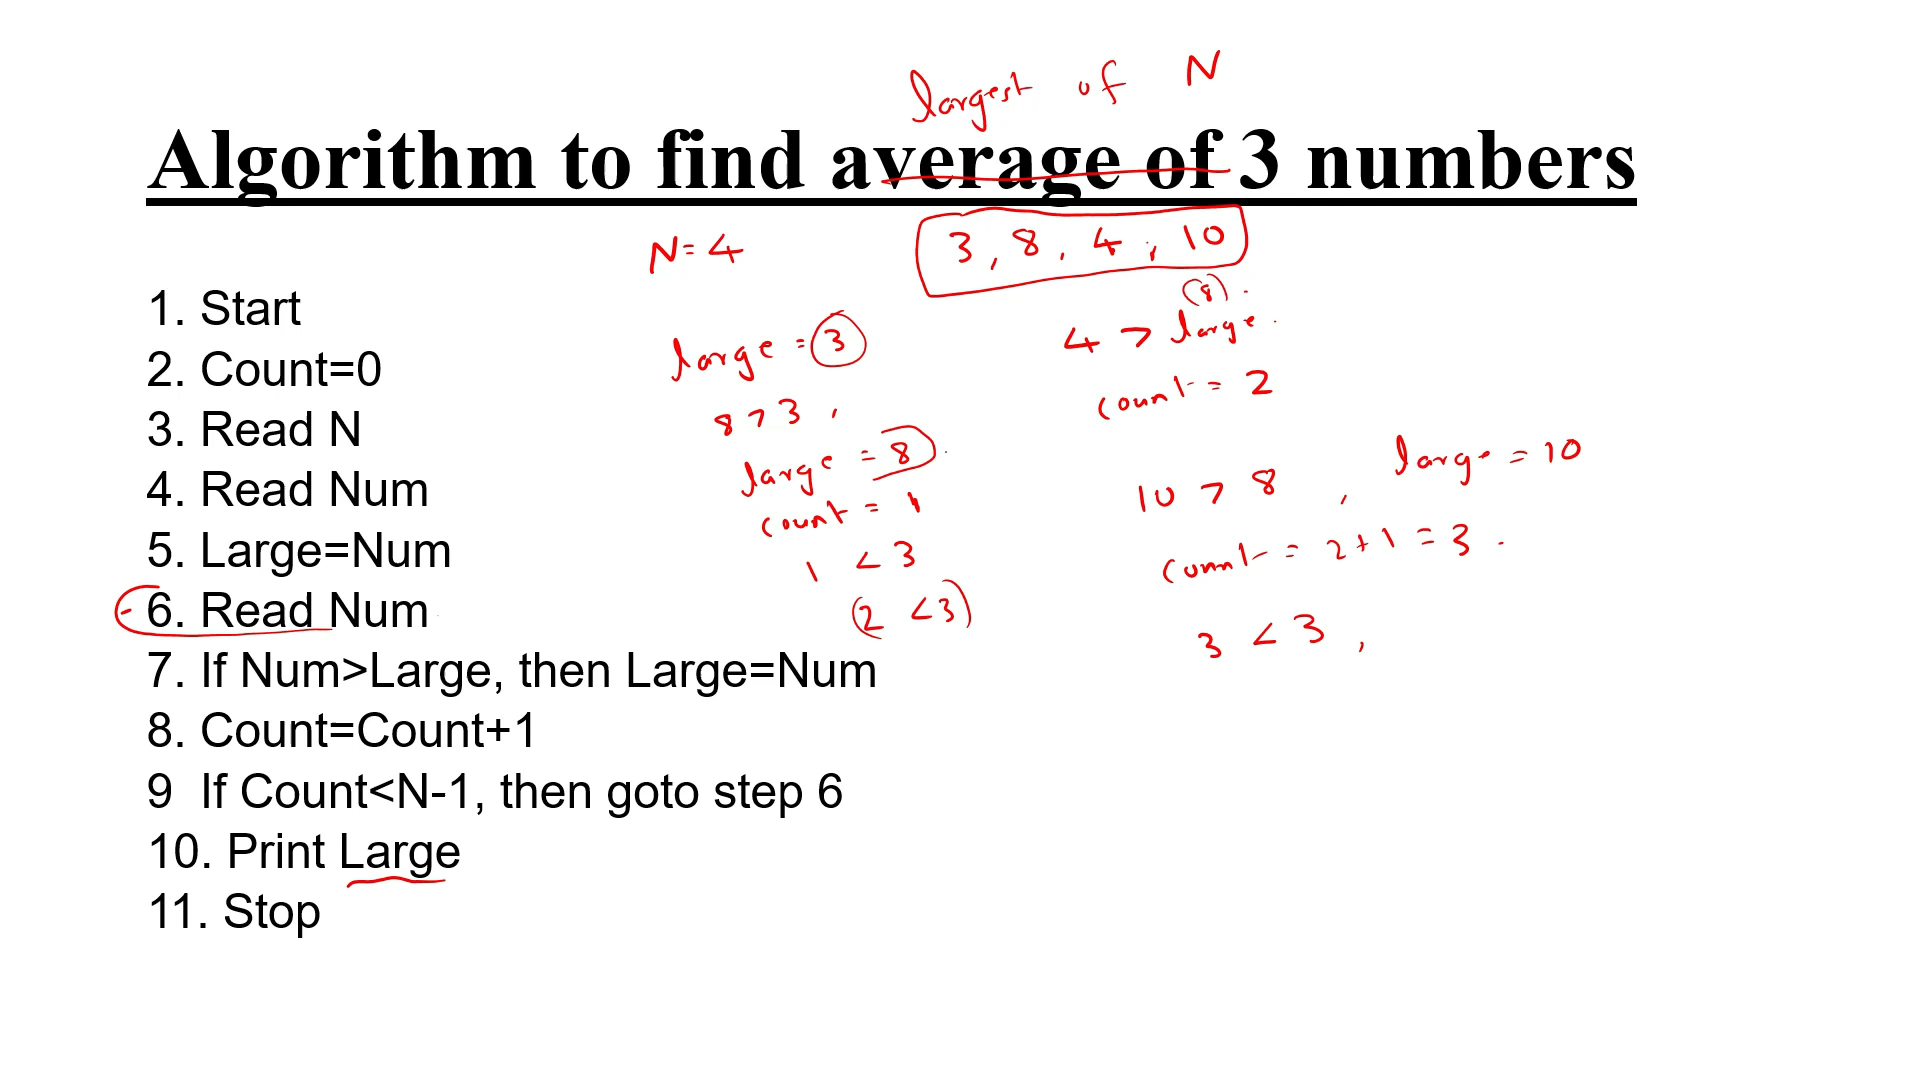 largest of N
Algorithm to find average of 3 numbers
N=4
3, 8, 4, 10
1. Start
2. Count=0
3. Read N
4. Read Num
5. Large=Num
6. Read Num
7. If Num>Large, then Large=Num
8. Count=Count+1
9 If Count<N-1, then goto step 6
10. Print Large
11. Stop
large = 3
8 > 3,
large = 8
count = 1
1 < 3
(2 < 3)
(8)
4 > large
count = 2
10 > 8, large = 10
count = 2+1 = 3
3 < 3,